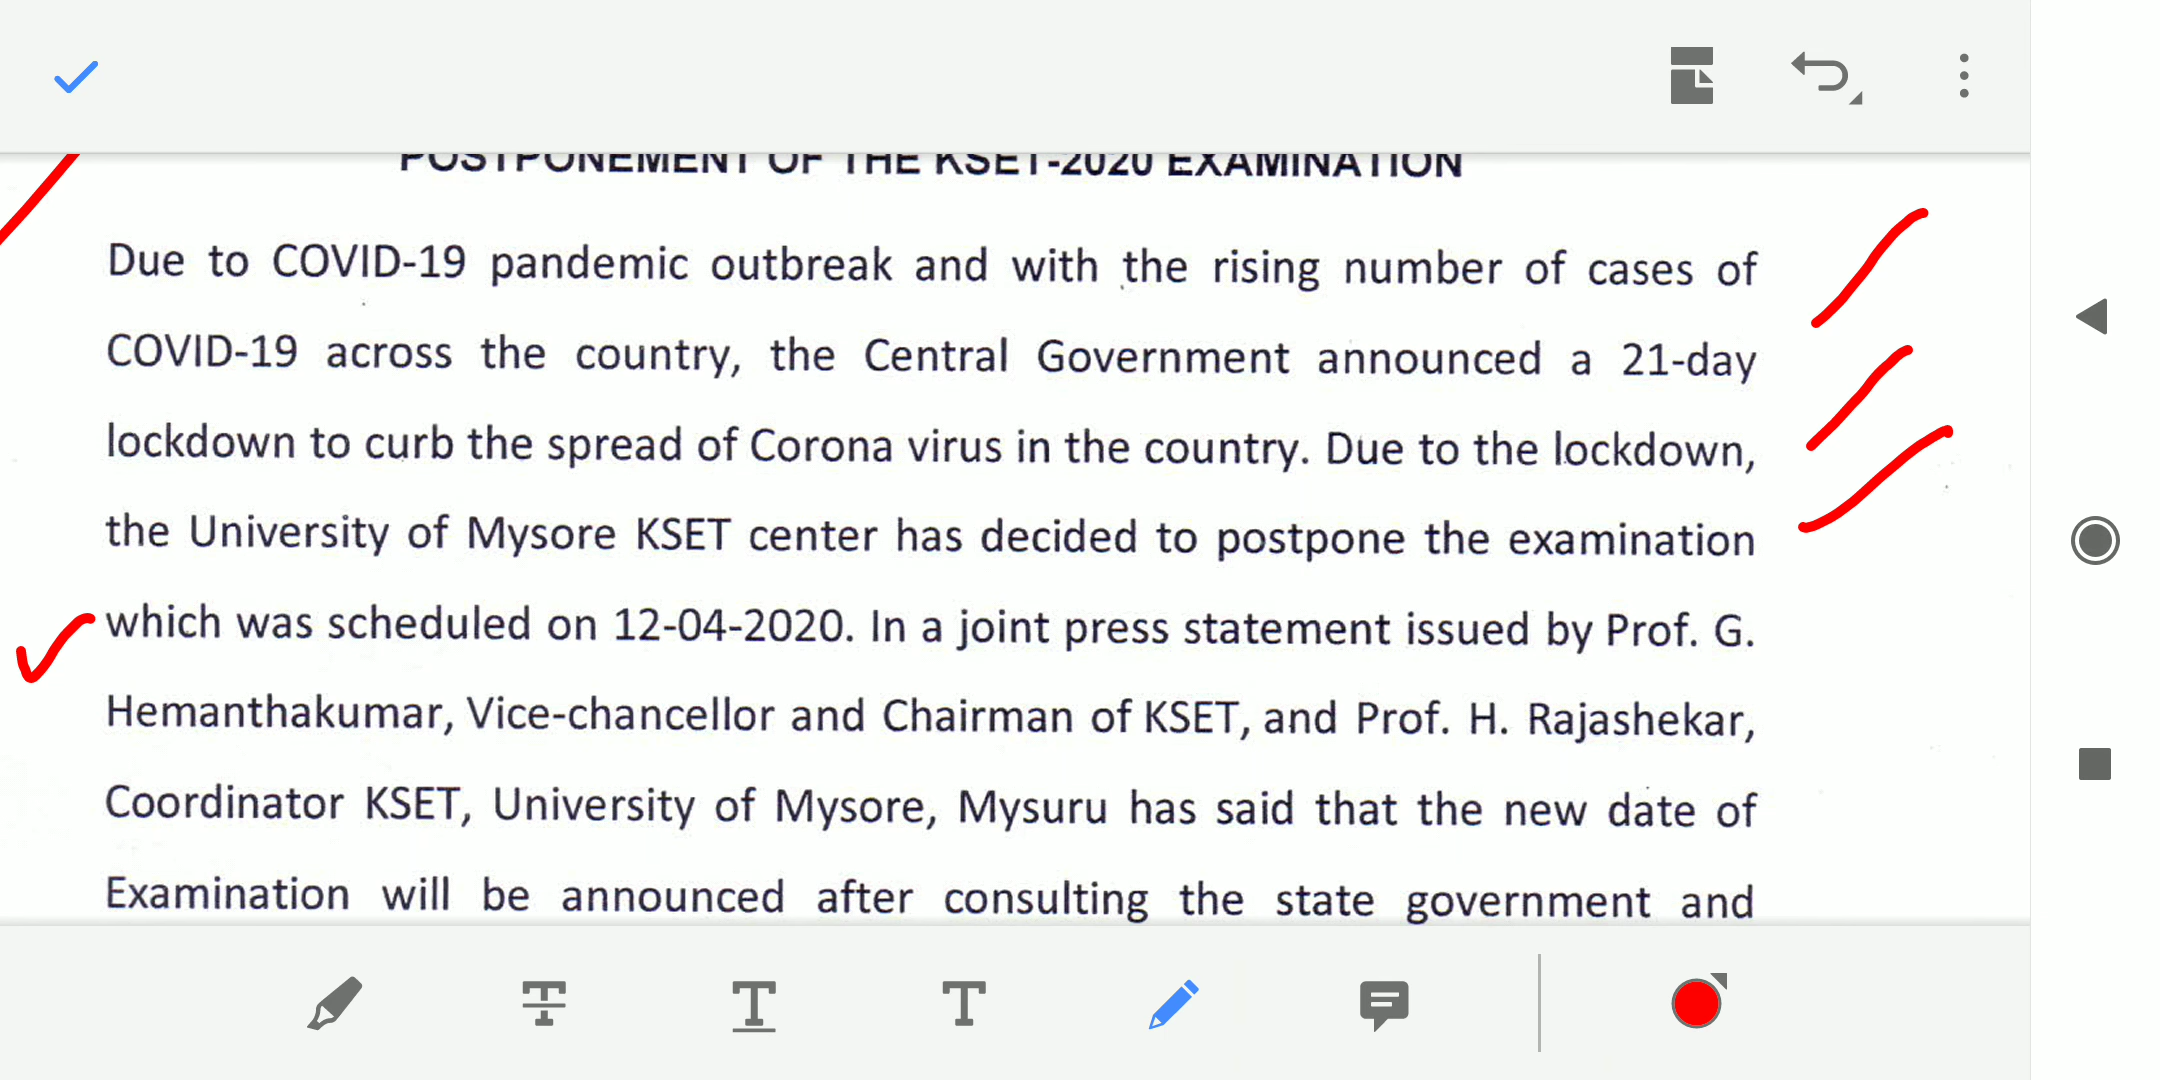 POSTPONEMENT OF THE KSET-2020 EXAMINATION
Due to COVID-19 pandemic outbreak and with the rising number of cases of
COVID-19 across the country, the Central Government announced a 21-day
lockdown to curb the spread of Corona virus in the country. Due to the lockdown,
the University of Mysore KSET center has decided to postpone the examination
which was scheduled on 12-04-2020. In a joint press statement issued by Prof. G.
Hemanthakumar, Vice-chancellor and Chairman of KSET, and Prof. H. Rajashekar,
Coordinator KSET, University of Mysore, Mysuru has said that the new date of
Examination will be announced after consulting the state government and